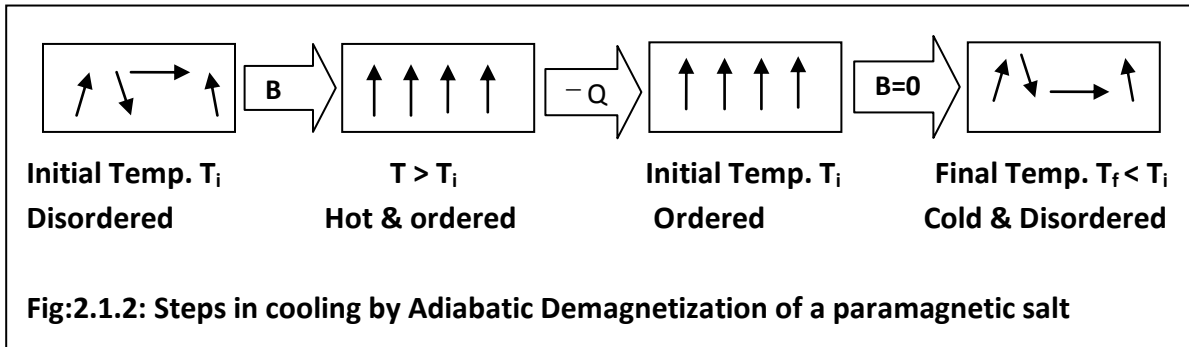 B
− Q
B=0
Initial Temp. Tᵢ
T > Tᵢ
Initial Temp. Tᵢ
Final Temp. T_f < Tᵢ
Disordered
Hot & ordered
Ordered
Cold & Disordered
Fig:2.1.2: Steps in cooling by Adiabatic Demagnetization of a paramagnetic salt